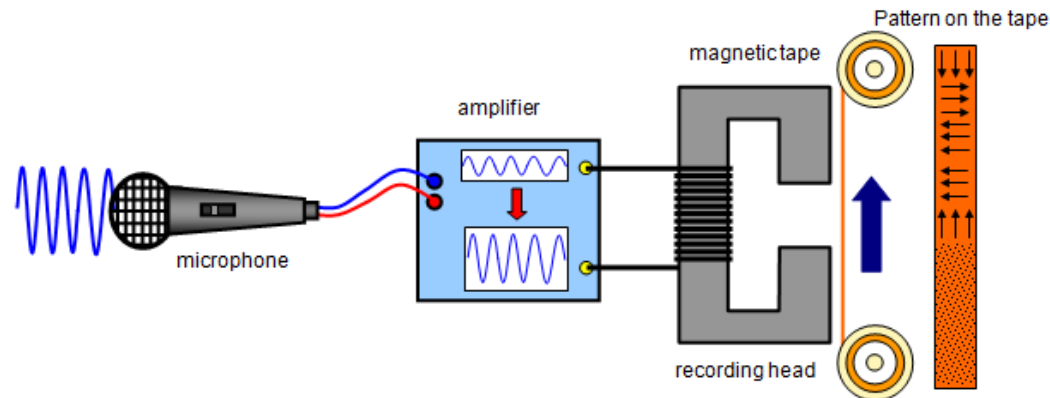 Pattern on the tape
magnetic tape
amplifier
microphone
recording head